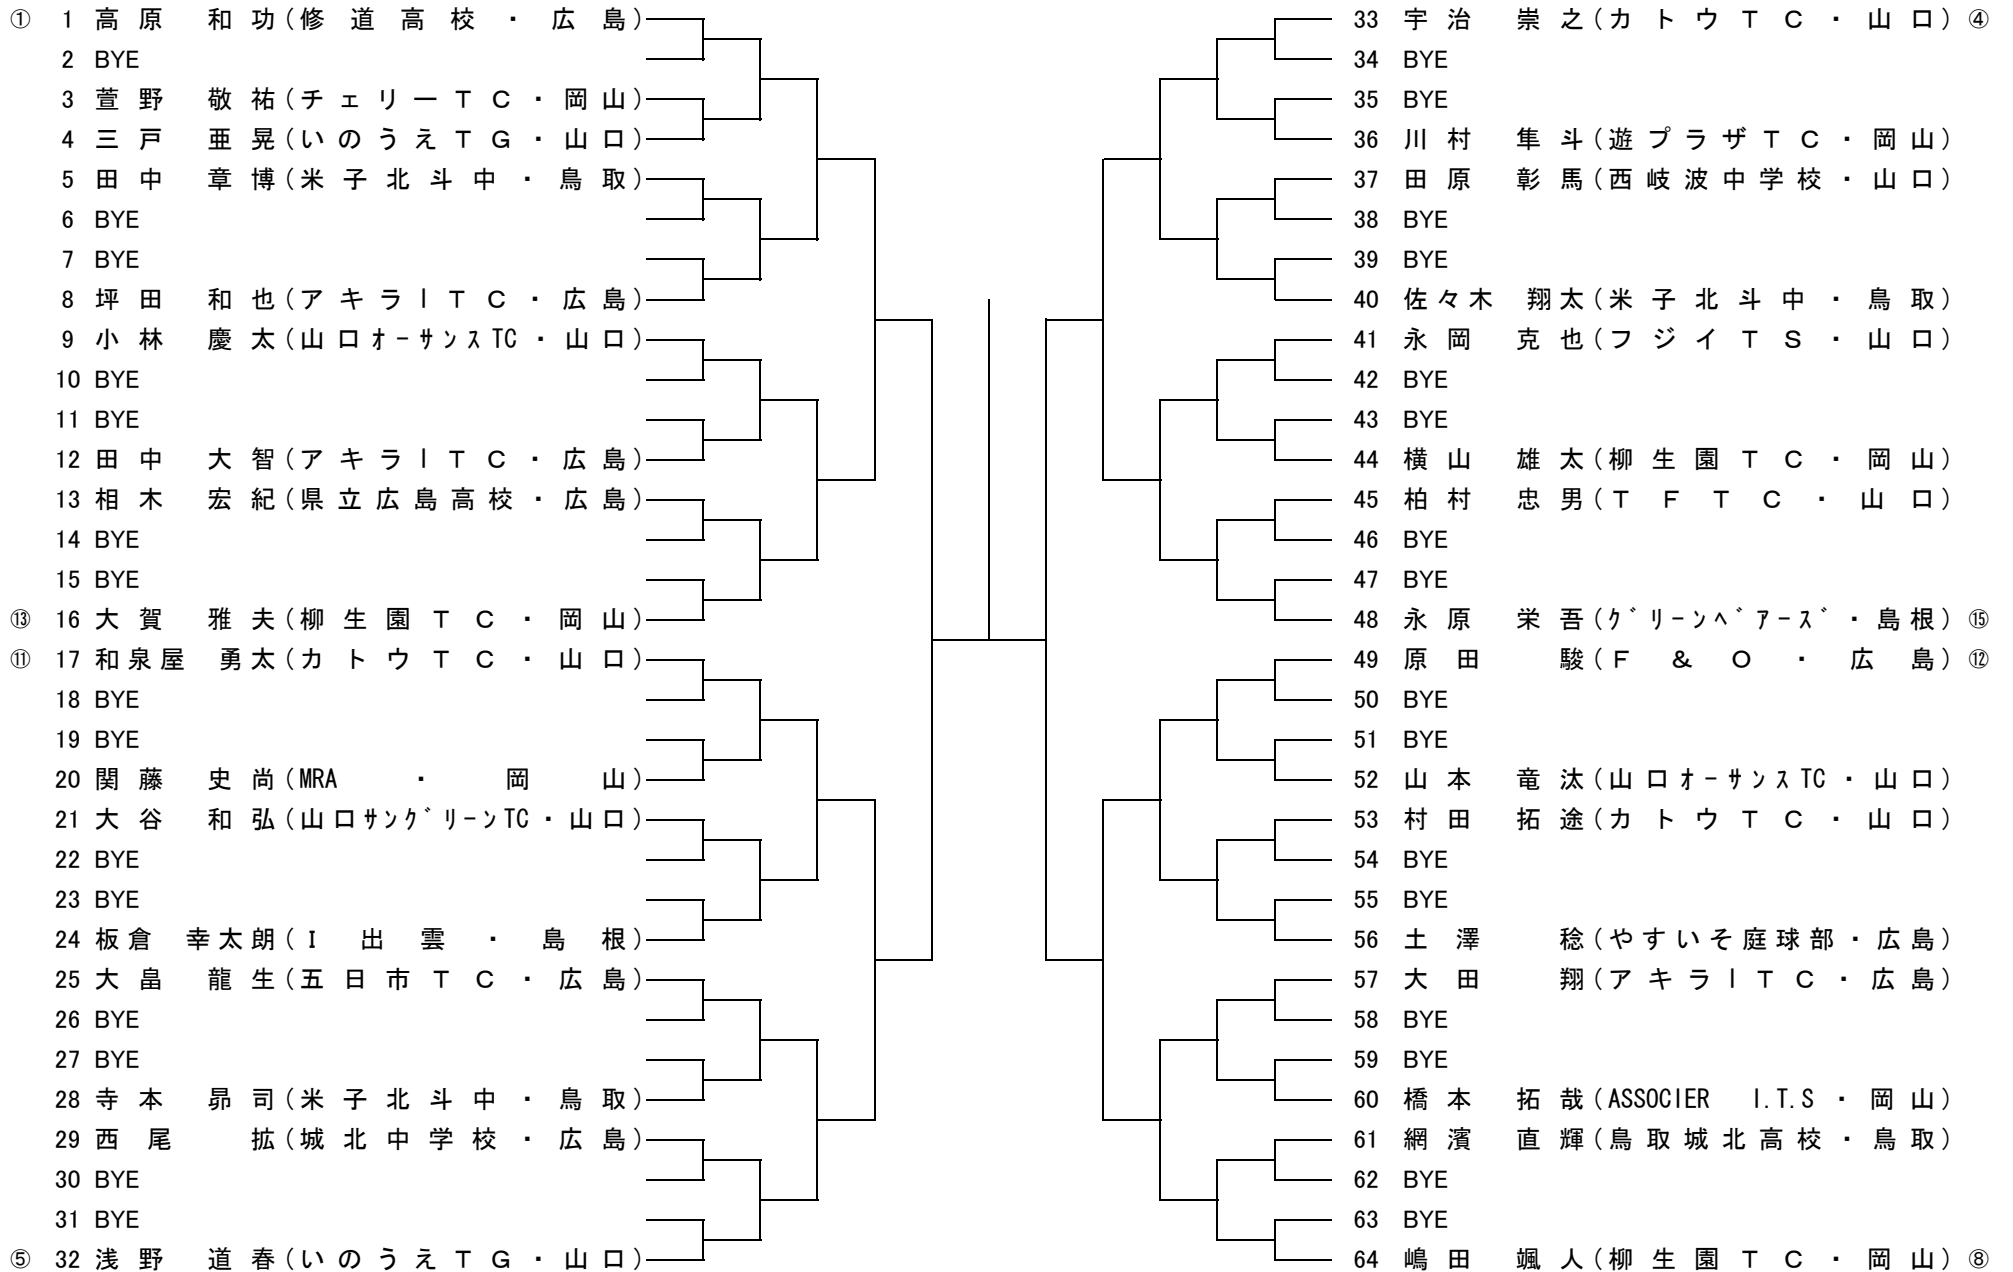 ① 1 高原 和功(修道高校・広島)
2 BYE
3 萱野 敬祐(チェリーTC・岡山)
4 三戸 亜晃(いのうえTG・山口)
5 田中 章博(米子北斗中・鳥取)
6 BYE
7 BYE
8 坪田 和也(アキラITC・広島)
9 小林 慶太(山口ｵｰｻﾝｽTC・山口)
10 BYE
11 BYE
12 田中 大智(アキラITC・広島)
13 相木 宏紀(県立広島高校・広島)
14 BYE
15 BYE
⑬ 16 大賀 雅夫(柳生園TC・岡山)
⑪ 17 和泉屋 勇太(カトウTC・山口)
18 BYE
19 BYE
20 関藤 史尚(MRA・岡山)
21 大谷 和弘(山口ｻﾝｸﾞﾘｰﾝTC・山口)
22 BYE
23 BYE
24 板倉 幸太朗(I出雲・島根)
25 大畠 龍生(五日市TC・広島)
26 BYE
27 BYE
28 寺本 昴司(米子北斗中・鳥取)
29 西尾 拡(城北中学校・広島)
30 BYE
31 BYE
⑤ 32 浅野 道春(いのうえTG・山口)
33 宇治 崇之(カトウTC・山口) ④
34 BYE
35 BYE
36 川村 隼斗(遊プラザTC・岡山)
37 田原 彰馬(西岐波中学校・山口)
38 BYE
39 BYE
40 佐々木 翔太(米子北斗中・鳥取)
41 永岡 克也(フジイTS・山口)
42 BYE
43 BYE
44 横山 雄太(柳生園TC・岡山)
45 柏村 忠男(TFTC・山口)
46 BYE
47 BYE
48 永原 栄吾(ｸﾞﾘｰﾝﾍﾞｱｰｽﾞ・島根) ⑮
49 原田 駿(F&O・広島) ⑫
50 BYE
51 BYE
52 山本 竜汰(山口ｵｰｻﾝｽTC・山口)
53 村田 拓途(カトウTC・山口)
54 BYE
55 BYE
56 土澤 稔(やすいそ庭球部・広島)
57 大田 翔(アキラITC・広島)
58 BYE
59 BYE
60 橋本 拓哉(ASSOCIER I.T.S・岡山)
61 網濱 直輝(鳥取城北高校・鳥取)
62 BYE
63 BYE
64 嶋田 颯人(柳生園TC・岡山) ⑧